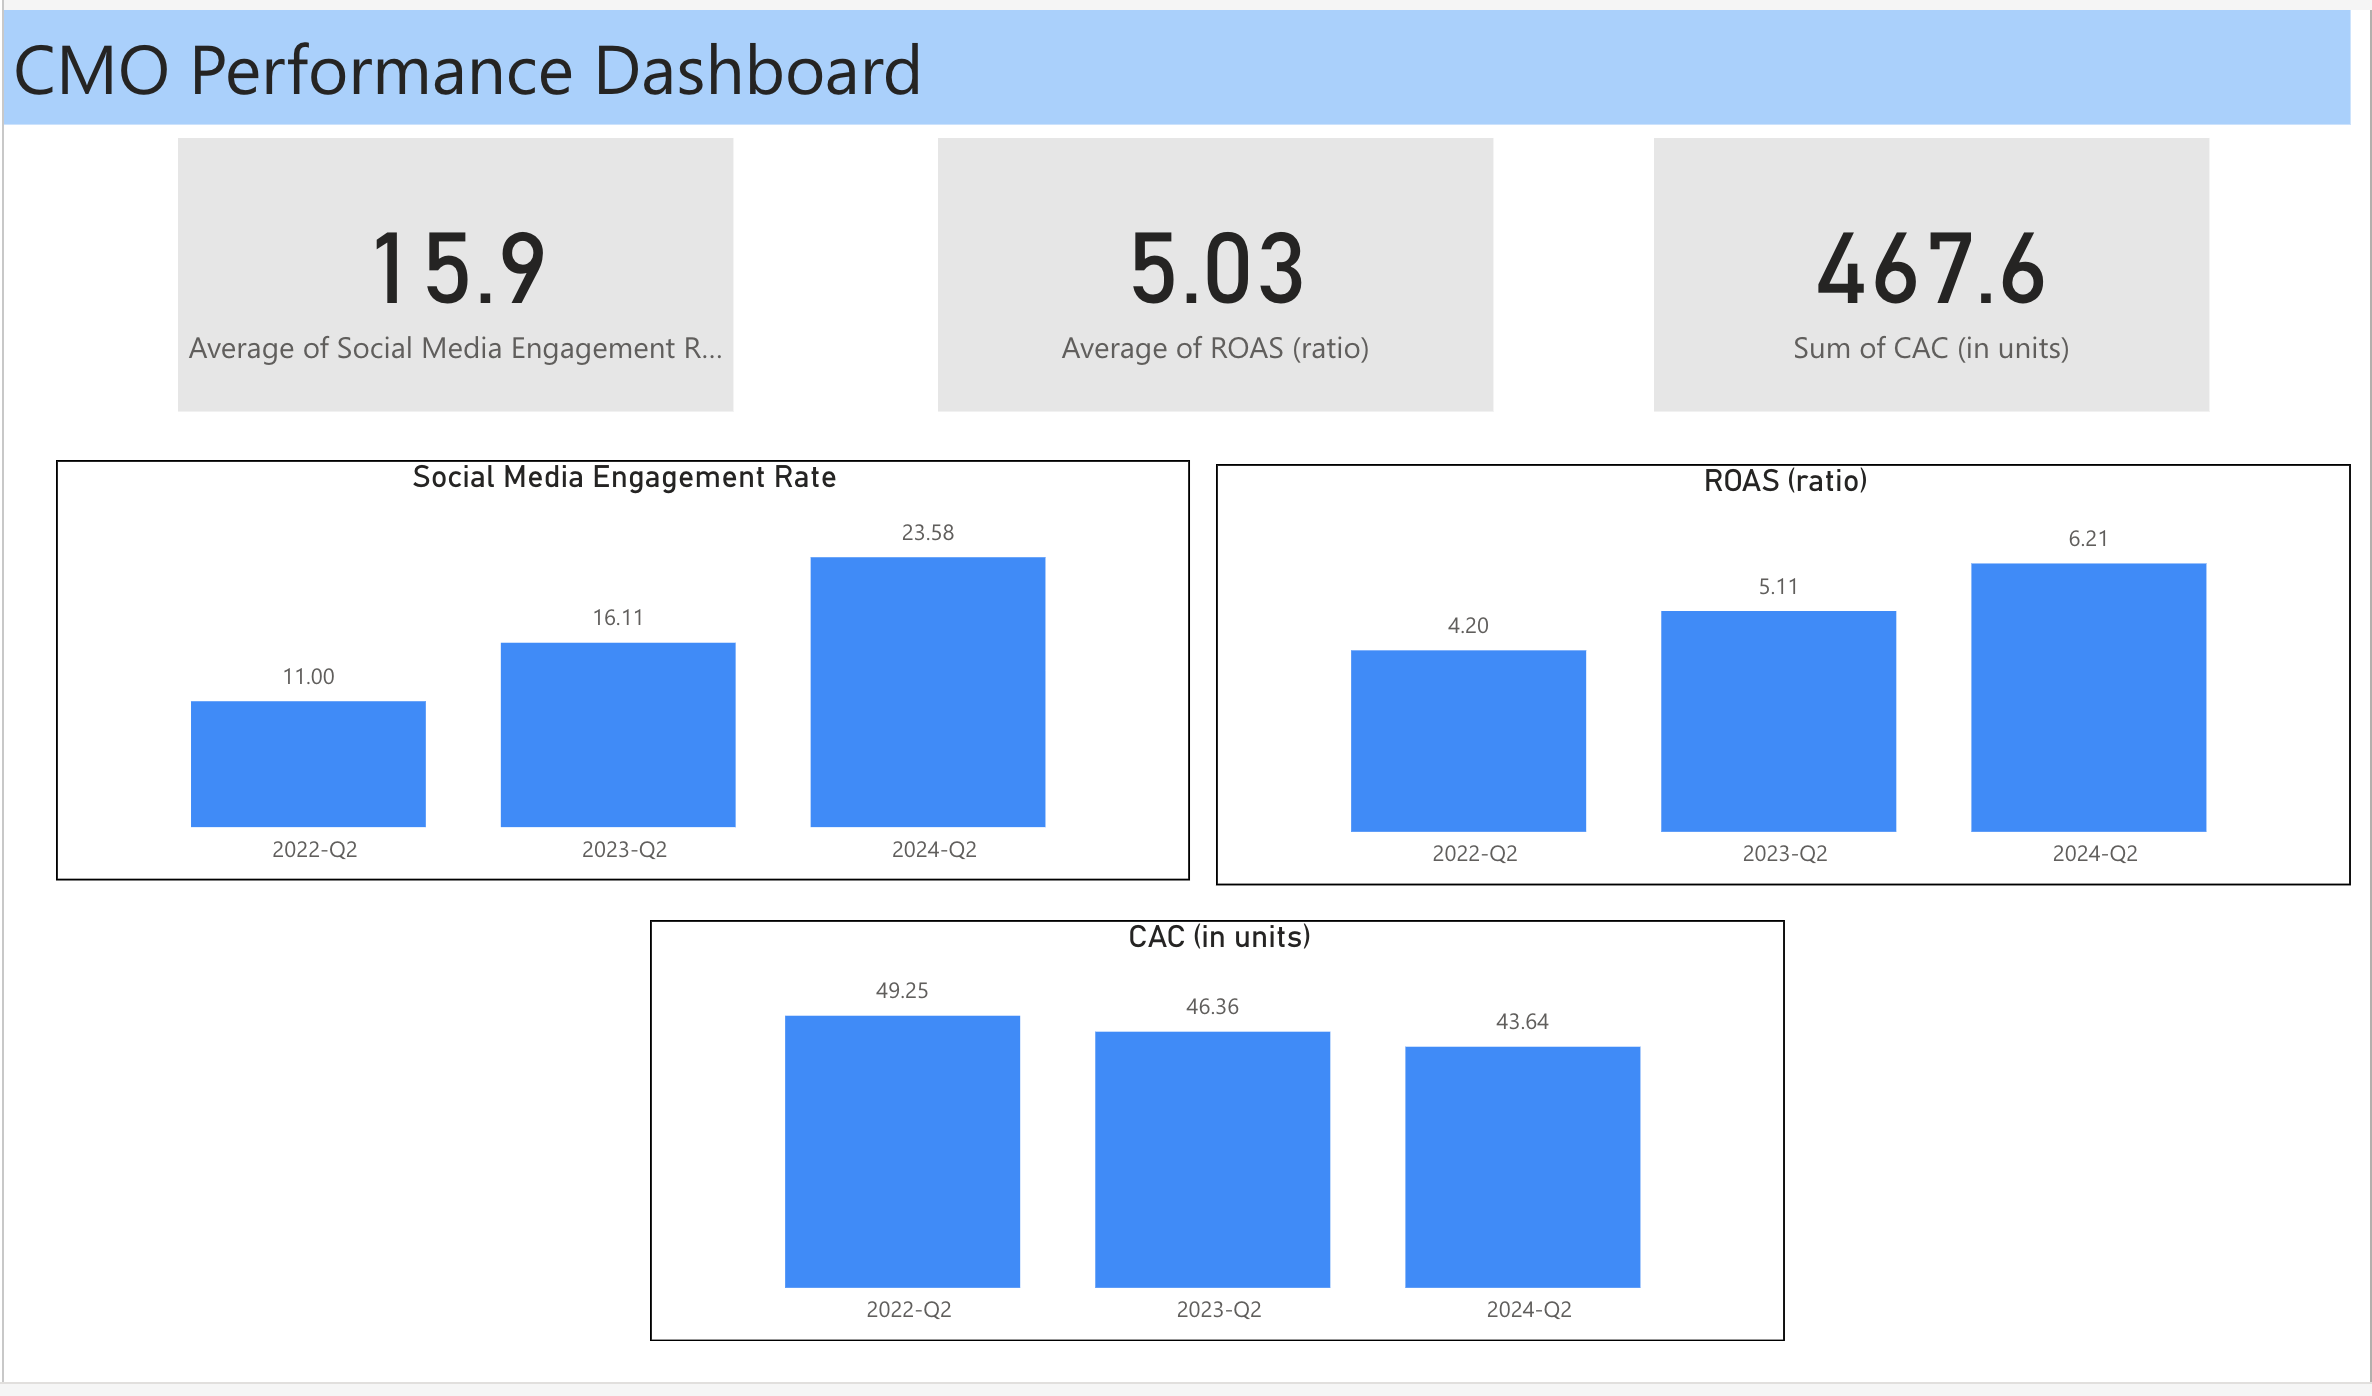 CMO Performance Dashboard
15.9
Average of Social Media Engagement R...
5.03
Average of ROAS (ratio)
467.6
Sum of CAC (in units)
Social Media Engagement Rate
11.00
16.11
23.58
2022-Q2
2023-Q2
2024-Q2
ROAS (ratio)
4.20
5.11
6.21
2022-Q2
2023-Q2
2024-Q2
CAC (in units)
49.25
46.36
43.64
2022-Q2
2023-Q2
2024-Q2